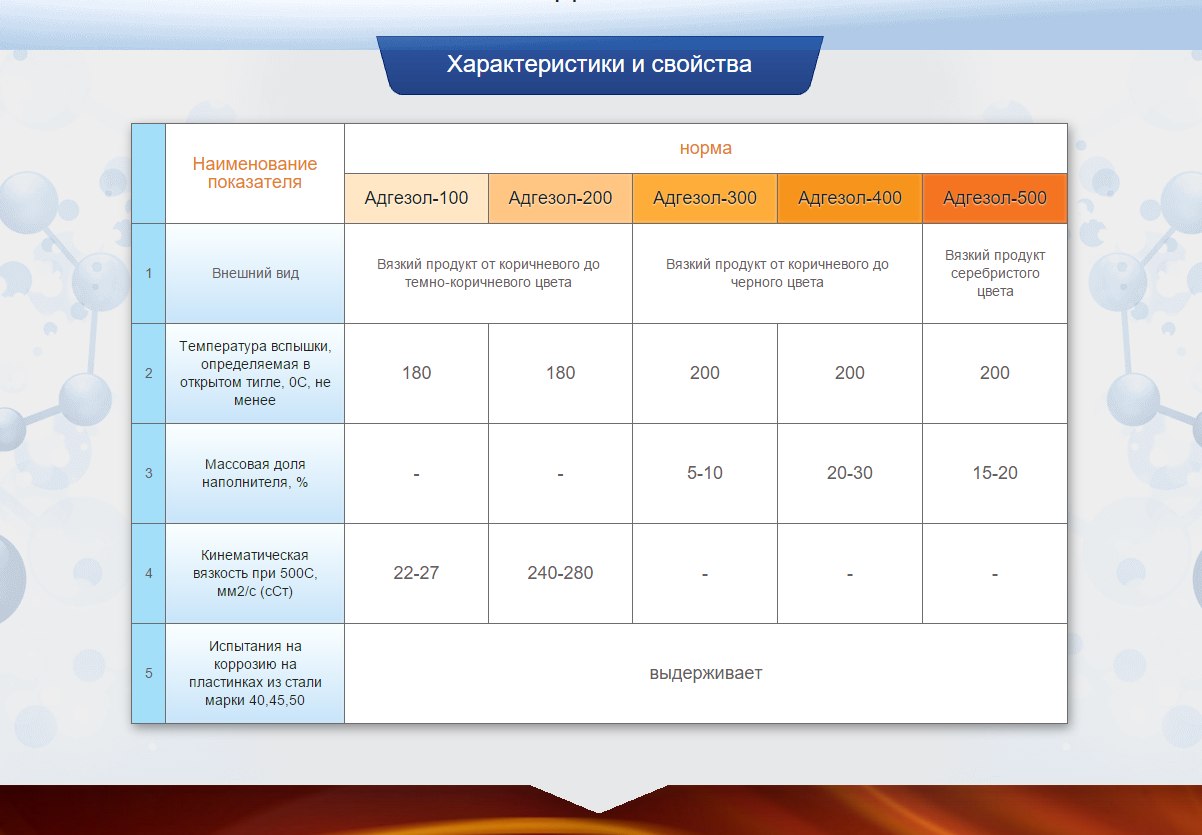 Характеристики и свойства
Наименование
показателя
норма
Адгезол-100
Адгезол-200
Адгезол-300
Адгезол-400
Адгезол-500
1
Внешний вид
Вязкий продукт от коричневого до
темно-коричневого цвета
Вязкий продукт от коричневого до
черного цвета
Вязкий продукт
серебристого
цвета
2
Температура вспышки,
определяемая в
открытом тигле, 0С, не
менее
180
180
200
200
200
3
Массовая доля
наполнителя, %
-
-
5-10
20-30
15-20
4
Кинематическая
вязкость при 500С,
мм2/с (сСт)
22-27
240-280
-
-
-
5
Испытания на
коррозию на
пластинках из стали
марки 40,45,50
выдерживает